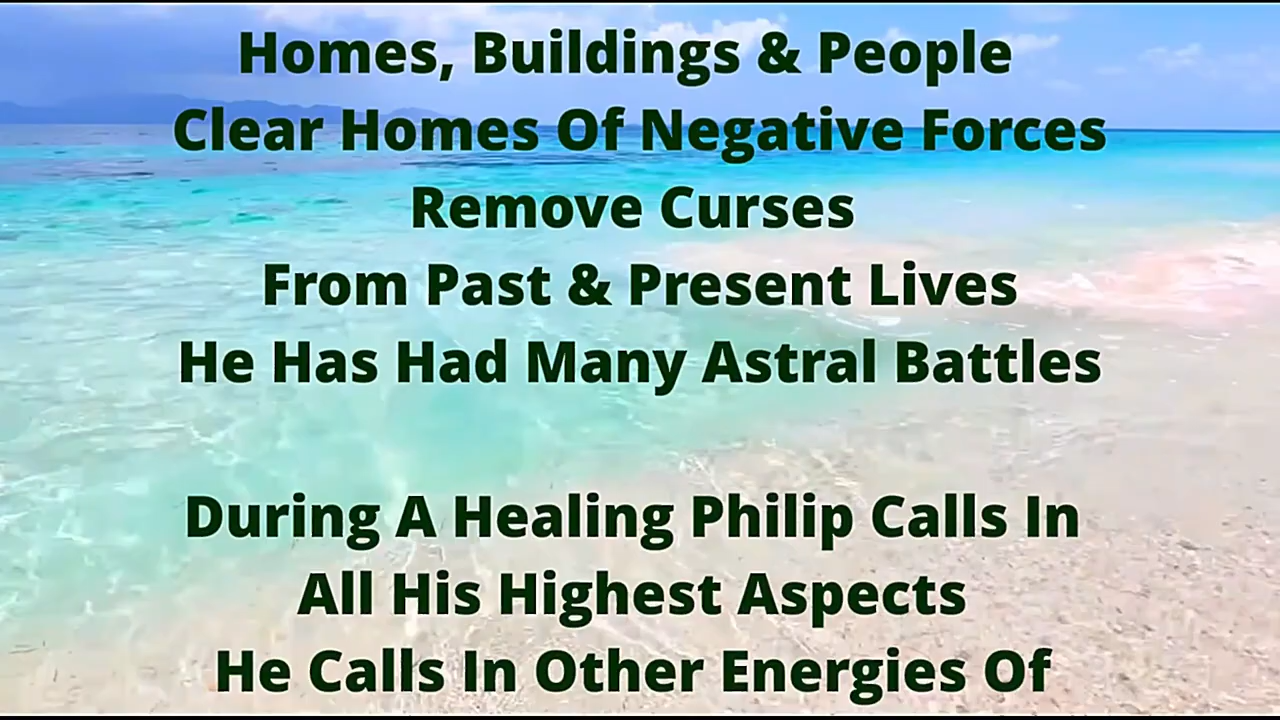 Homes, Buildings & People
Clear Homes Of Negative Forces
Remove Curses
From Past & Present Lives
He Has Had Many Astral Battles
During A Healing Philip Calls In
All His Highest Aspects
He Calls In Other Energies Of